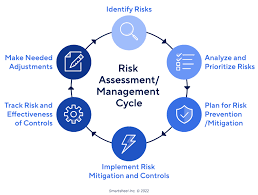 Identify Risks
Make Needed
Adjustments
Risk
Assessment/
Management
Cycle
Analyze and
Prioritize Risks
Track Risk and
Effectiveness
of Controls
Plan for Risk
Prevention
/Mitigation
Implement Risk
Mitigation and Controls
Smartsheet Inc. © 2022